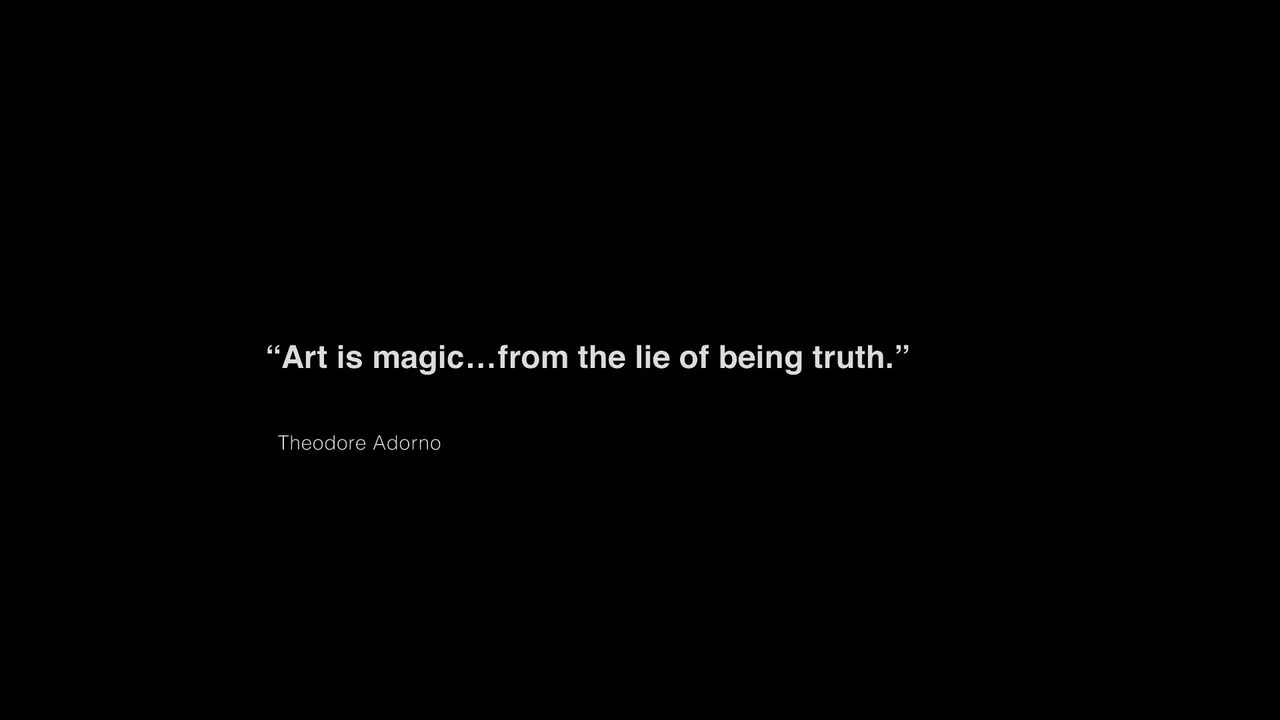 “Art is magic…from the lie of being truth.”
Theodore Adorno